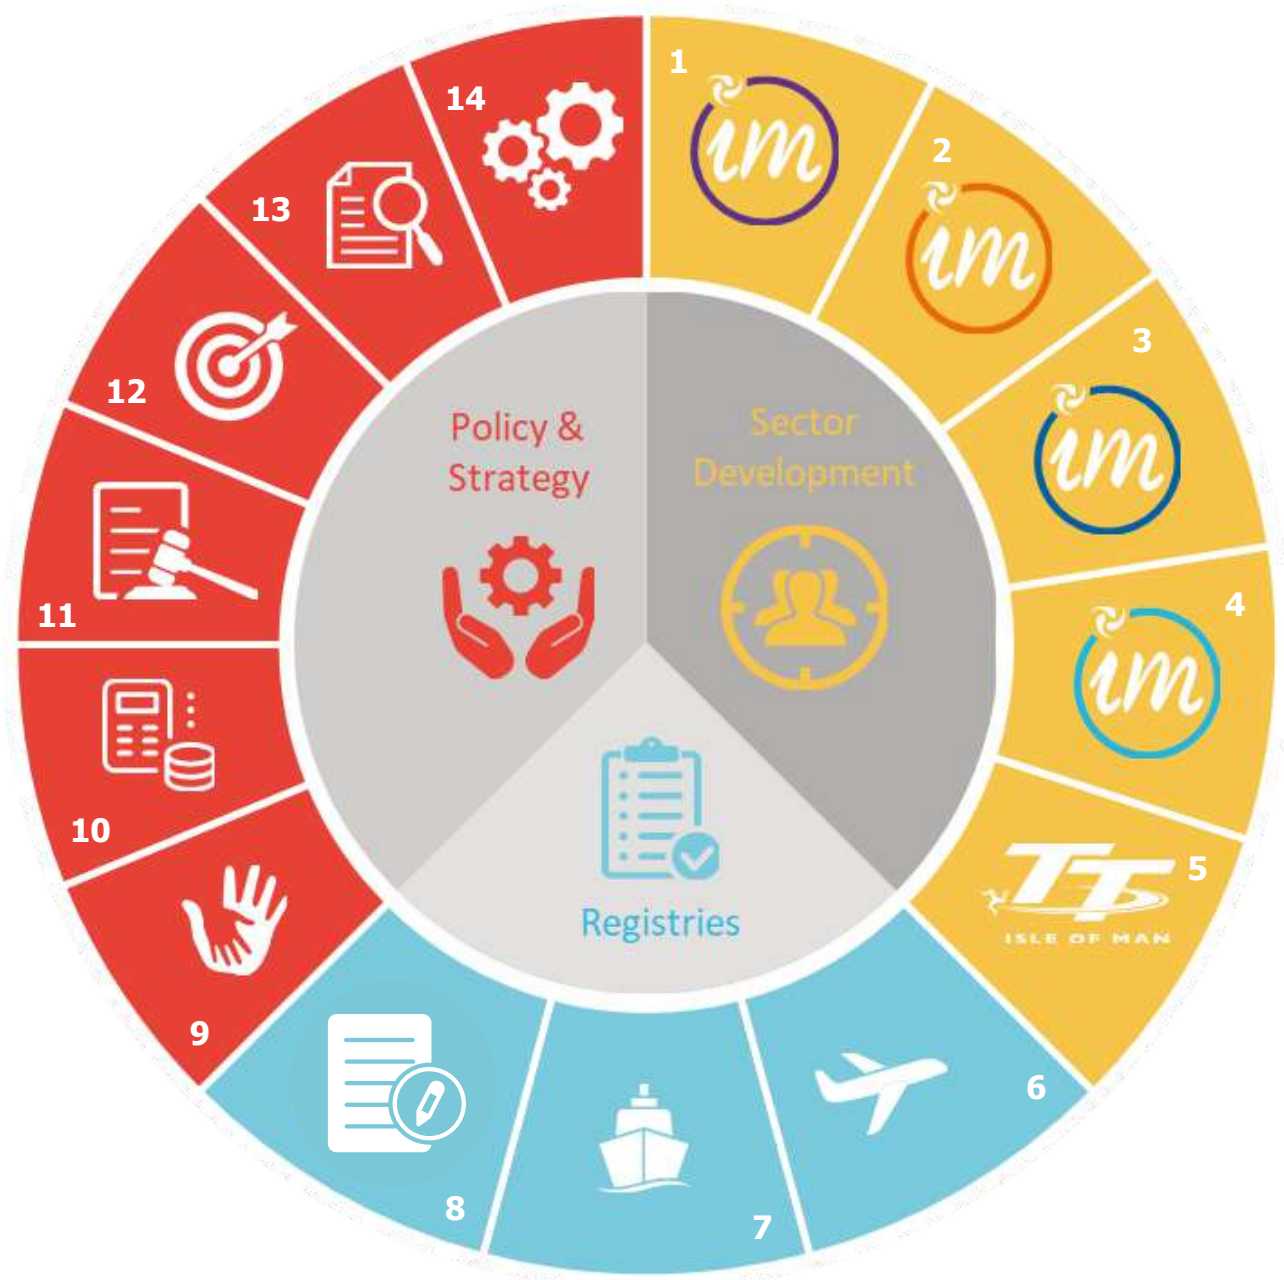 1
im
2
im
3
im
4
im
5
TT
ISLE OF MAN
6
7
8
9
10
11
12
13
14
Policy &
Strategy
Sector
Development
Registries